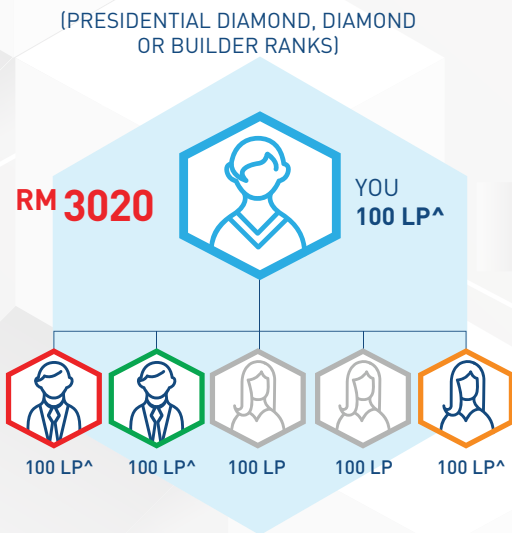 (PRESIDENTIAL DIAMOND, DIAMOND
OR BUILDER RANKS)
RM 3020
YOU
100 LP^
100 LP^ 100 LP^ 100 LP 100 LP 100 LP^